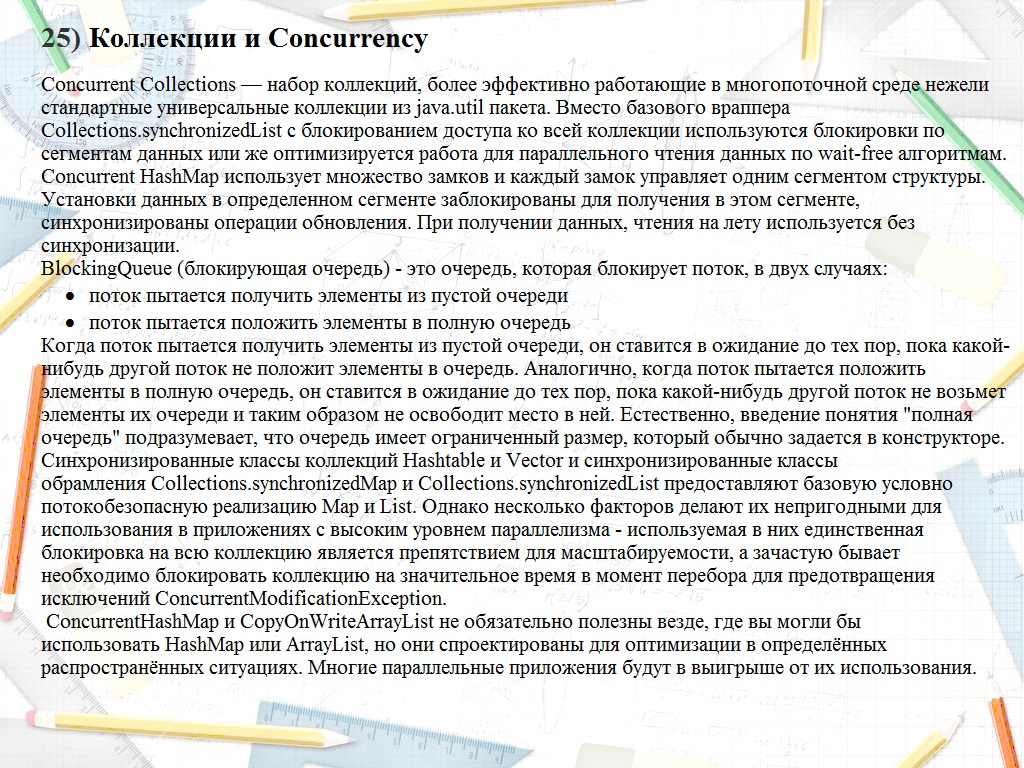 25) Коллекции и Concurrency
Concurrent Collections — набор коллекций, более эффективно работающие в многопоточной среде нежели
стандартные универсальные коллекции из java.util пакета. Вместо базового враппера
Collections.synchronizedList с блокированием доступа ко всей коллекции используются блокировки по
сегментам данных или же оптимизируется работа для параллельного чтения данных по wait-free алгоритмам.
Concurrent HashMap использует множество замков и каждый замок управляет одним сегментом структуры.
Установки данных в определенном сегменте заблокированы для получения в этом сегменте,
синхронизированы операции обновления. При получении данных, чтения на лету используется без
синхронизации.
BlockingQueue (блокирующая очередь) - это очередь, которая блокирует поток, в двух случаях:
• поток пытается получить элементы из пустой очереди
• поток пытается положить элементы в полную очередь
Когда поток пытается получить элементы из пустой очереди, он ставится в ожидание до тех пор, пока какой-
нибудь другой поток не положит элементы в очередь. Аналогично, когда поток пытается положить
элементы в полную очередь, он ставится в ожидание до тех пор, пока какой-нибудь другой поток не возьмет
элементы их очереди и таким образом не освободит место в ней. Естественно, введение понятия "полная
очередь" подразумевает, что очередь имеет ограниченный размер, который обычно задается в конструкторе.
Синхронизированные классы коллекций Hashtable и Vector и синхронизированные классы
обрамления Collections.synchronizedMap и Collections.synchronizedList предоставляют базовую условно
потокобезопасную реализацию Map и List. Однако несколько факторов делают их непригодными для
использования в приложениях с высоким уровнем параллелизма - используемая в них единственная
блокировка на всю коллекцию является препятствием для масштабируемости, а зачастую бывает
необходимо блокировать коллекцию на значительное время в момент перебора для предотвращения
исключений ConcurrentModificationException.
ConcurrentHashMap и CopyOnWriteArrayList не обязательно полезны везде, где вы могли бы
использовать HashMap или ArrayList, но они спроектированы для оптимизации в определённых
распространённых ситуациях. Многие параллельные приложения будут в выигрыше от их использования.